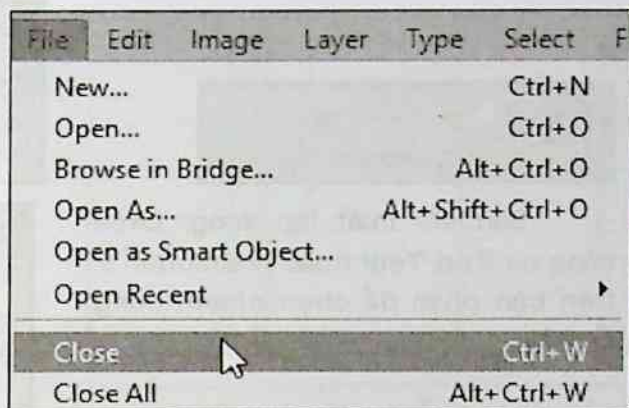 File Edit Image Layer Type Select F
New... Ctrl+N
Open... Ctrl+O
Browse in Bridge... Alt+Ctrl+O
Open As... Alt+Shift+Ctrl+O
Open as Smart Object...
Open Recent
Close Ctrl+W
Close All Alt+Ctrl+W